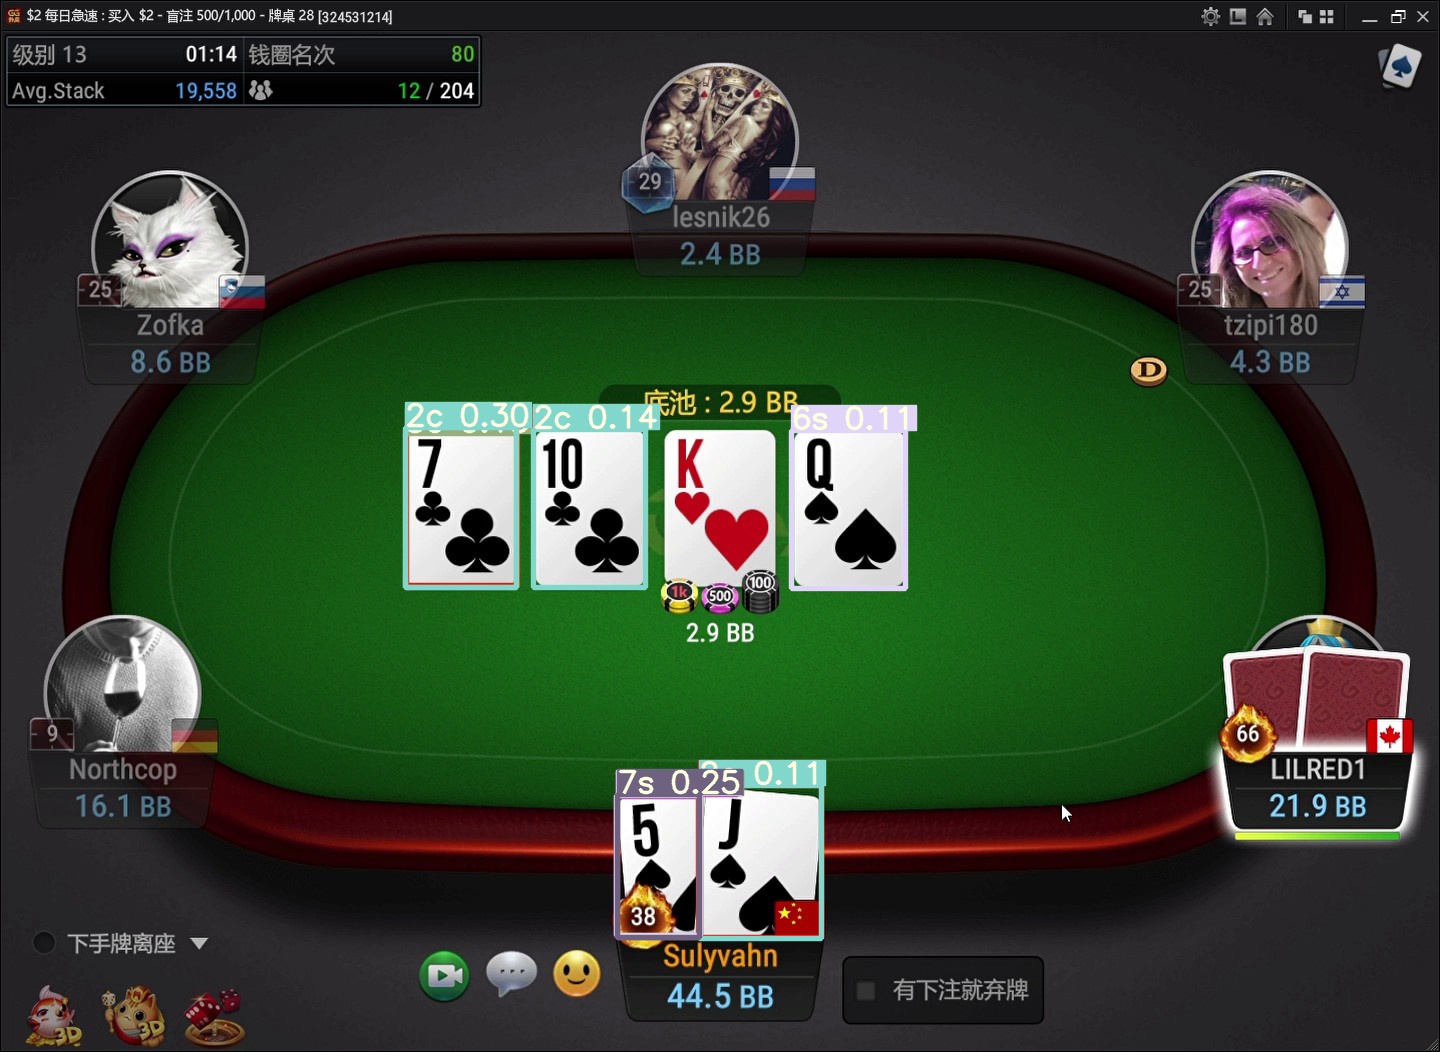 $2 每日急速 : 买入 $2 - 盲注 500/1,000 - 牌桌 28 [324531214]
级别 13 01:14 钱圈名次 80
Avg.Stack 19,558 12 / 204
29
lesnik26
2.4 BB
25
Zofka
8.6 BB
25
tzipi180
4.3 BB
D
底池 : 2.9 BB
2c 0.30 2c 0.14 6s 0.11
7 10 K Q
1k 500 100
2.9 BB
9
Northcop
16.1 BB
66
LILRED1
21.9 BB
7s 0.25 0.11
5 J
38
Sulyvahn
44.5 BB
下手牌离座
有下注就弃牌
3D 3D